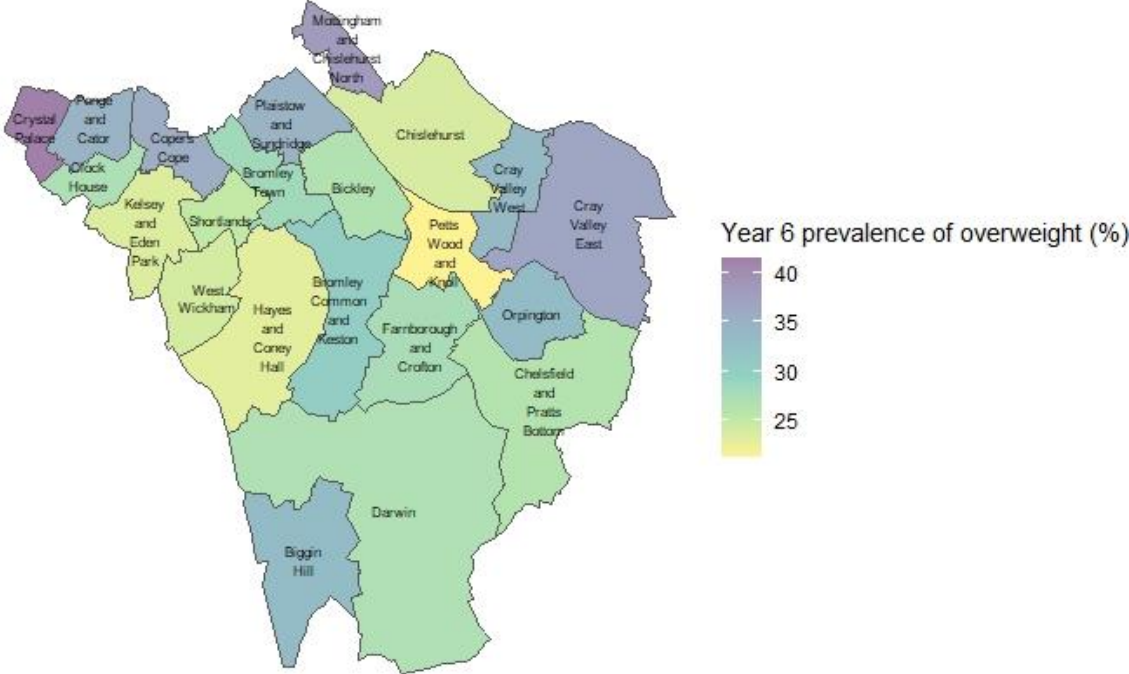 Mottingham
and
Chislehurst
North
Crystal
Palace
Penge
and
Cator
Copers
Cope
Clock
House
Plaistow
and
Sundridge
Chislehurst
Cray
Valley
West
Bromley
Town
Bickley
Kelsey
and
Eden
Park
Shortlands
Petts
Wood
and
Knoll
Cray
Valley
East
West
Wickham
Hayes
and
Coney
Hall
Bromley
Common
and
Keston
Farnborough
and
Crofton
Orpington
Chelsfield
and
Pratts
Bottom
Darwin
Biggin
Hill
Year 6 prevalence of overweight (%)
40
35
30
25